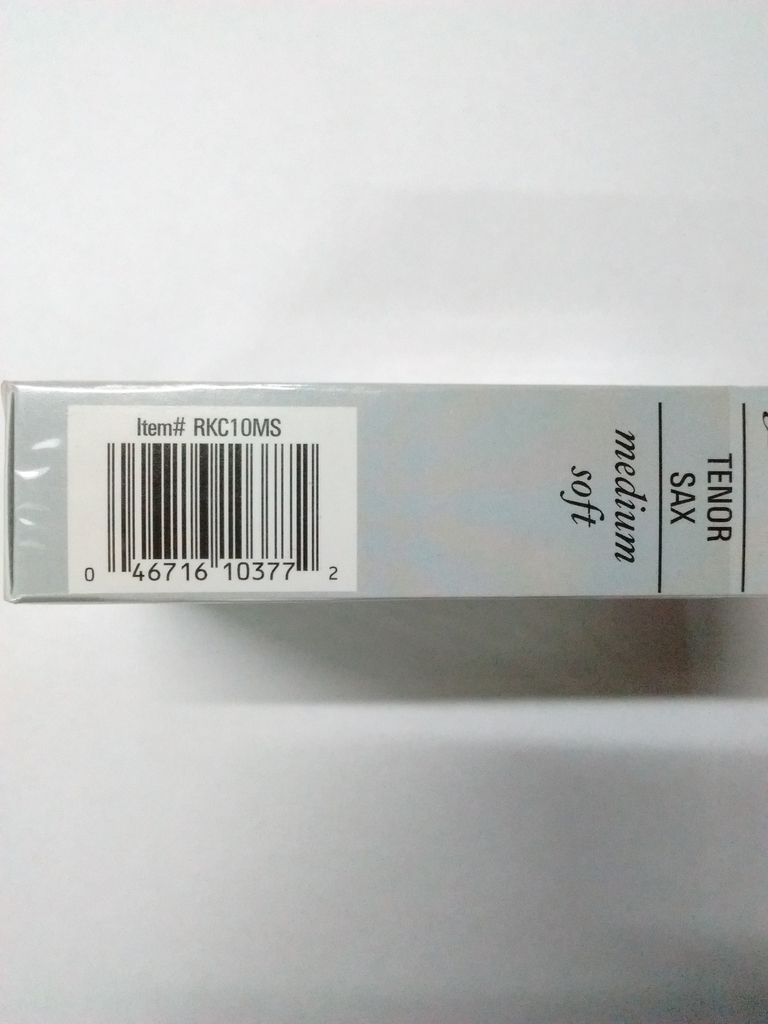 Item# RKC10MS
0 46716 10377 2
TENOR
SAX
medium
soft